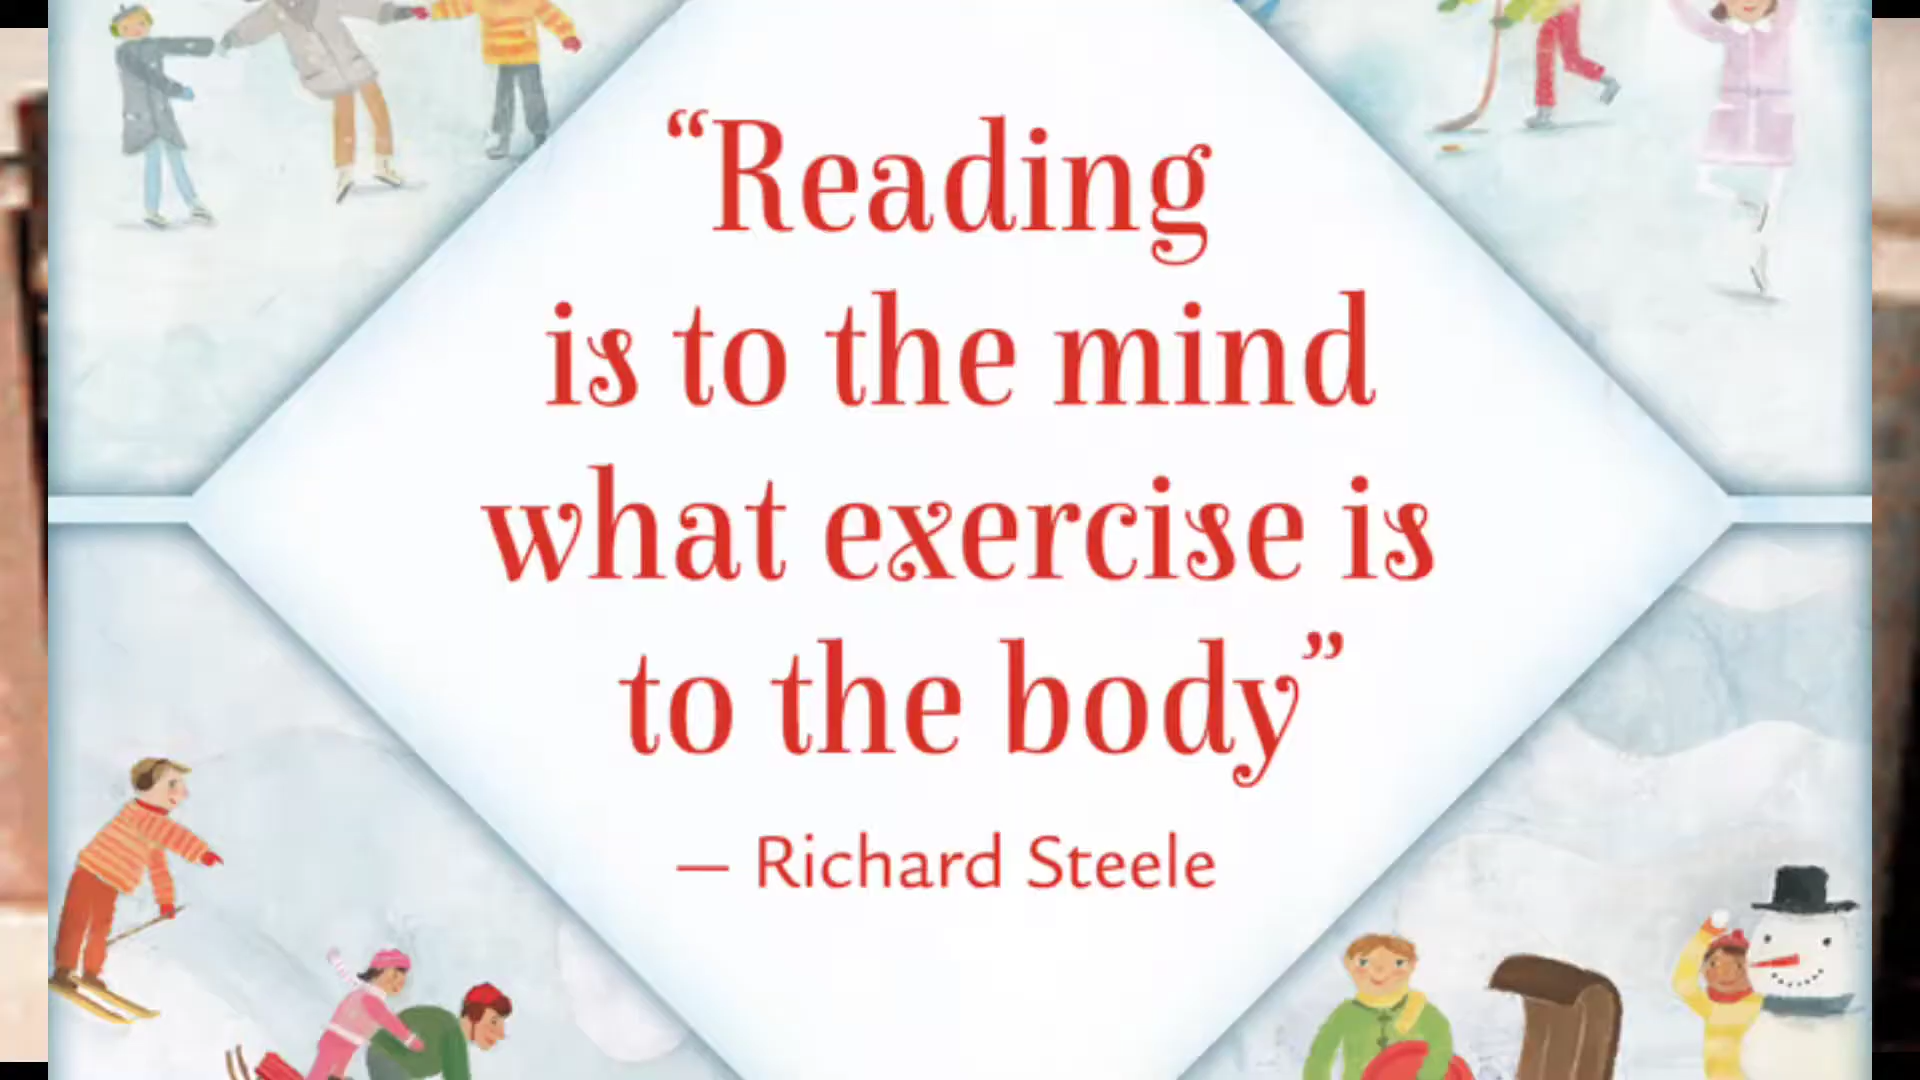 “Reading
is to the mind
what exercise is
to the body”
— Richard Steele